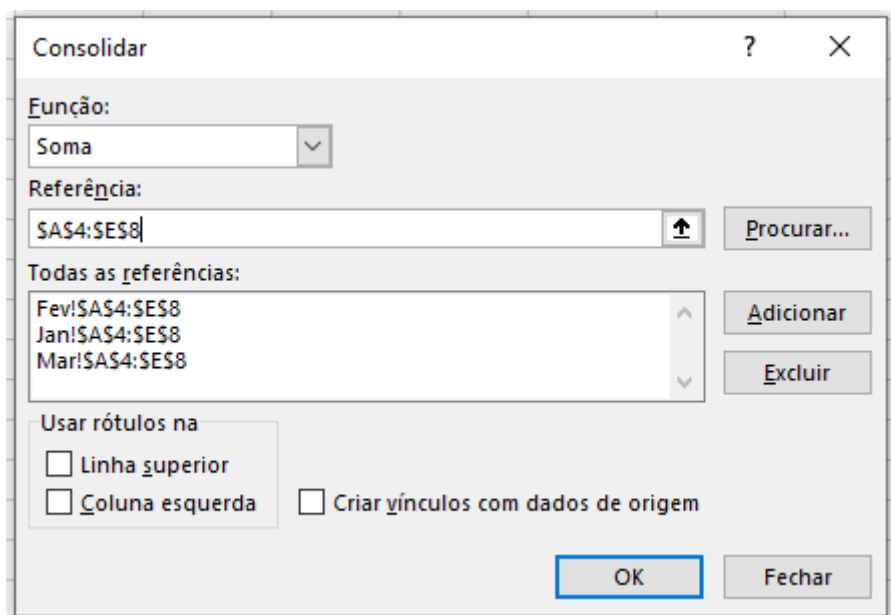 Consolidar ?
Função:
Soma
Referência:
$A$4:$E$8
Procurar...
Todas as referências:
Fev!$A$4:$E$8
Jan!$A$4:$E$8
Mar!$A$4:$E$8
Adicionar
Excluir
Usar rótulos na
Linha superior
Coluna esquerda
Criar vínculos com dados de origem
OK
Fechar